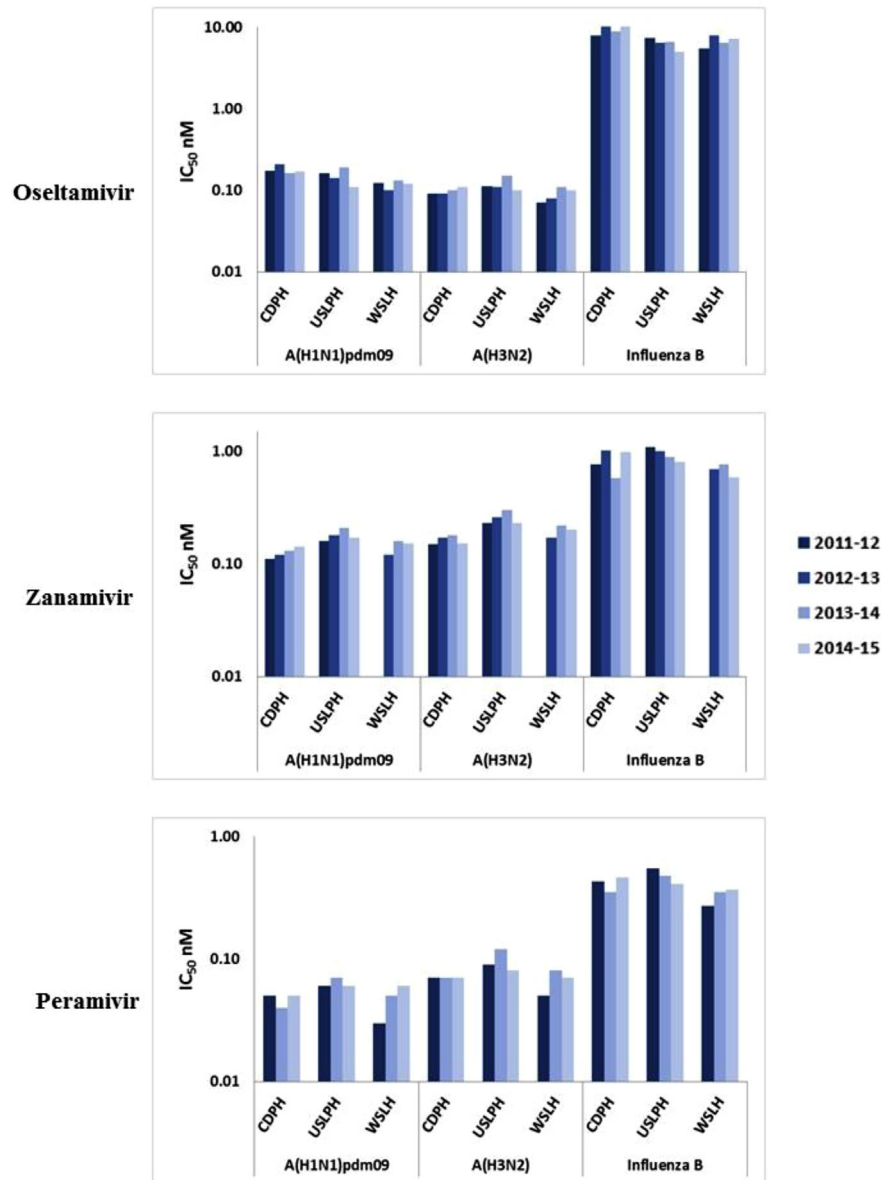 Oseltamivir
IC50 nM
10.00
1.00
0.10
0.01
CDPH USLPH WSLH CDPH USLPH WSLH CDPH USLPH WSLH
A(H1N1)pdm09 A(H3N2) Influenza B
Zanamivir
IC50 nM
1.00
0.10
0.01
CDPH USLPH WSLH CDPH USLPH WSLH CDPH USLPH WSLH
A(H1N1)pdm09 A(H3N2) Influenza B
2011-12
2012-13
2013-14
2014-15
Peramivir
IC50 nM
1.00
0.10
0.01
CDPH USLPH WSLH CDPH USLPH WSLH CDPH USLPH WSLH
A(H1N1)pdm09 A(H3N2) Influenza B